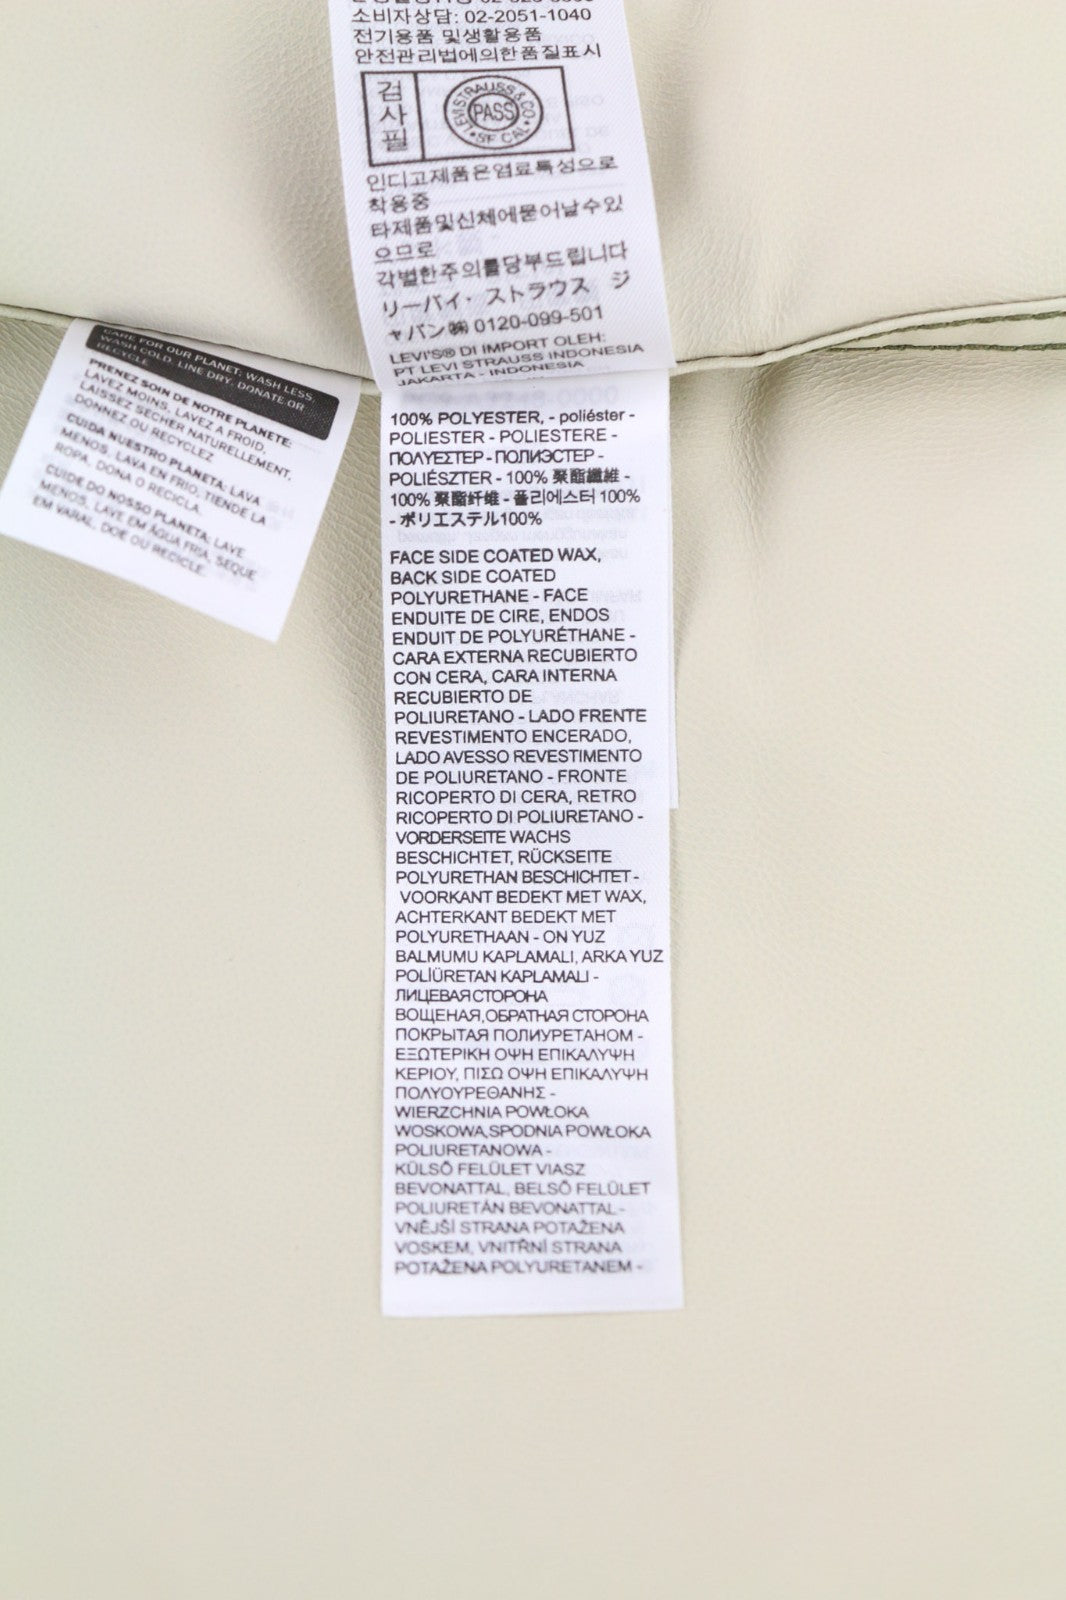 소비자상담: 02-2051-1040
전기용품 및생활용품
안전관리법에의한품질표시
검
사
필
LEVI STRAUSS & CO
PASS
SF CAL
인디고제품은염료특성으로
착용중
타제품및신체에묻어날수있
으므로
각별한주의를당부드립니다
リーバイ・ストラウス ジ
ャパン㈱ 0120-099-501
LEVI'S® DI IMPORT OLEH:
PT LEVI STRAUSS INDONESIA
JAKARTA - INDONESIA
CARE FOR OUR PLANET: WASH LESS,
WASH COLD, LINE DRY, DONATE OR
RECYCLE
PRENEZ SOIN DE NOTRE PLANETE:
LAVEZ MOINS, LAVEZ A FROID,
LAISSEZ SECHER NATURELLEMENT,
DONNEZ OU RECYCLEZ
CUIDA NUESTRO PLANETA: LAVA
MENOS, LAVA EN FRIO, TIENDE LA
ROPA, DONA O RECICLA.
CUIDE DO NOSSO PLANETA: LAVE
MENOS, LAVE EM ÁGUA FRIA, SEQUE
EM VARAL, DOE OU RECICLE.
100% POLYESTER, - poliéster -
POLIESTER - POLIESTERE -
ΠΟΛΥΕΣΤΕΡ - ПОЛИЭСТЕР -
POLIÉSZTER - 100% 聚酯纖維 -
100% 聚酯纤维 - 폴리에스터 100%
- ポリエステル100%
FACE SIDE COATED WAX,
BACK SIDE COATED
POLYURETHANE - FACE
ENDUITE DE CIRE, ENDOS
ENDUIT DE POLYURÉTHANE -
CARA EXTERNA RECUBIERTO
CON CERA, CARA INTERNA
RECUBIERTO DE
POLIURETANO - LADO FRENTE
REVESTIMENTO ENCERADO,
LADO AVESSO REVESTIMENTO
DE POLIURETANO - FRONTE
RICOPERTO DI CERA, RETRO
RICOPERTO DI POLIURETANO -
VORDERSEITE WACHS
BESCHICHTET, RÜCKSEITE
POLYURETHAN BESCHICHTET -
VOORKANT BEDEKT MET WAX,
ACHTERKANT BEDEKT MET
POLYURETHAAN - ON YUZ
BALMUMU KAPLAMALI, ARKA YUZ
POLİÜRETAN KAPLAMALI -
ЛИЦЕВАЯ СТОРОНА
ВОЩЕНАЯ,ОБРАТНАЯ СТОРОНА
ПОКРЫТАЯ ПОЛИУРЕТАНОМ -
ΕΞΩΤΕΡΙΚΗ ΟΨΗ ΕΠΙΚΑΛΥΨΗ
ΚΕΡΙΟΥ, ΠΙΣΩ ΟΨΗ ΕΠΙΚΑΛΥΨΗ
ΠΟΛΥΟΥΡΕΘΑΝΗΣ -
WIERZCHNIA POWŁOKA
WOSKOWA,SPODNIA POWŁOKA
POLIURETANOWA -
KÜLSŐ FELÜLET VIASZ
BEVONATTAL, BELSŐ FELÜLET
POLIURETÁN BEVONATTAL-
VNĚJŠÍ STRANA POTAŽENA
VOSKEM, VNITŘNÍ STRANA
POTAŽENA POLYURETANEM -